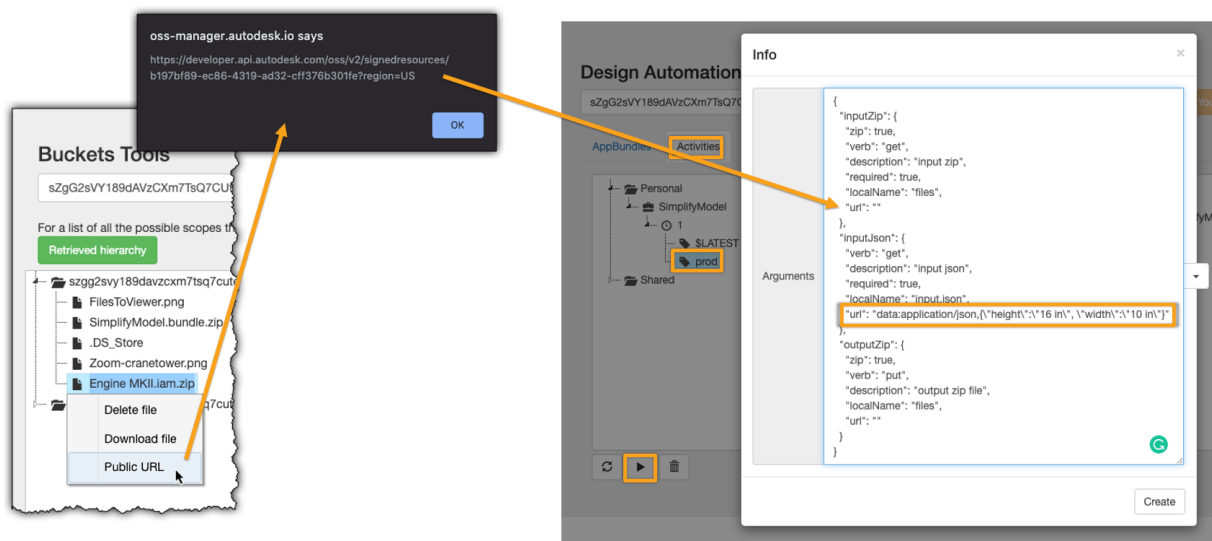 oss-manager.autodesk.io says
https://developer.api.autodesk.com/oss/v2/signedresources/
b197bf89-ec86-4319-ad32-cff376b301fe?region=US
OK
Buckets Tools
sZgG2sVY189dAVzCXm7TsQ7CU
For a list of all the possible scopes
Retrieved hierarchy
szgg2svy189davzcxm7tsq7cute
FilesToViewer.png
SimplifyModel.bundle.zip
.DS_Store
Zoom-cranetower.png
Engine MKII.iam.zip
q7cut
Delete file
Download file
Public URL
Design Automation
sZgG2sVY189dAVzCXm7TsQ7C
AppBundles
Activities
Personal
SimplifyModel
1
$LATEST
prod
Shared
Info
×
Arguments
{
"inputZip": {
"zip": true,
"verb": "get",
"description": "input zip",
"required": true,
"localName": "files",
"url": ""
},
"inputJson": {
"verb": "get",
"description": "input json",
"required": true,
"localName": "input.json",
"url": "data:application/json,{\"height\":\"16 in\", \"width\":\"10 in\"}"
},
"outputZip": {
"zip": true,
"verb": "put",
"description": "output zip file",
"localName": "files",
"url": ""
}
}
Create